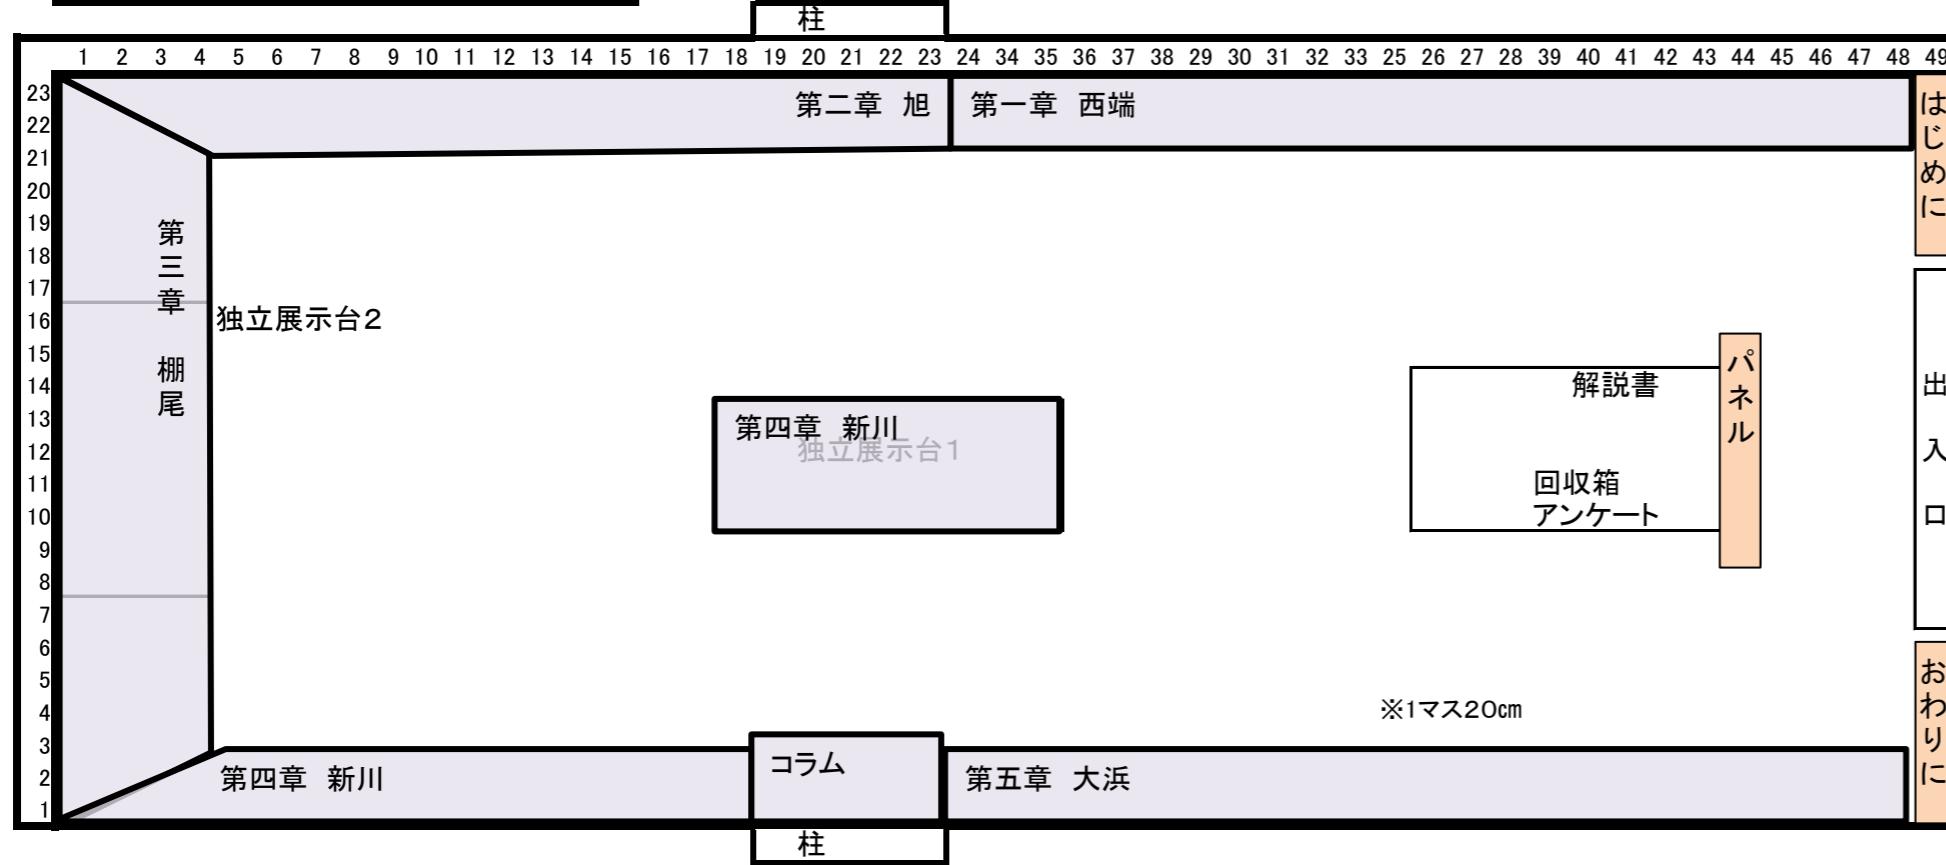 柱
1 2 3 4 5 6 7 8 9 10 11 12 13 14 15 16 17 18 19 20 21 22 23 24 34 35 36 37 38 29 30 31 32 33 25 26 27 28 39 40 41 42 43 44 45 46 47 48 49
23
22
21
20
19
18
17
16
15
14
13
12
11
10
9
8
7
6
5
4
3
2
1
第二章 旭
第一章 西端
はじめに
第三章 棚尾
独立展示台2
第四章 新川
独立展示台1
解説書
回収箱
アンケート
パネル
出入口
※1マス20㎝
おわりに
第四章 新川
コラム
第五章 大浜
柱